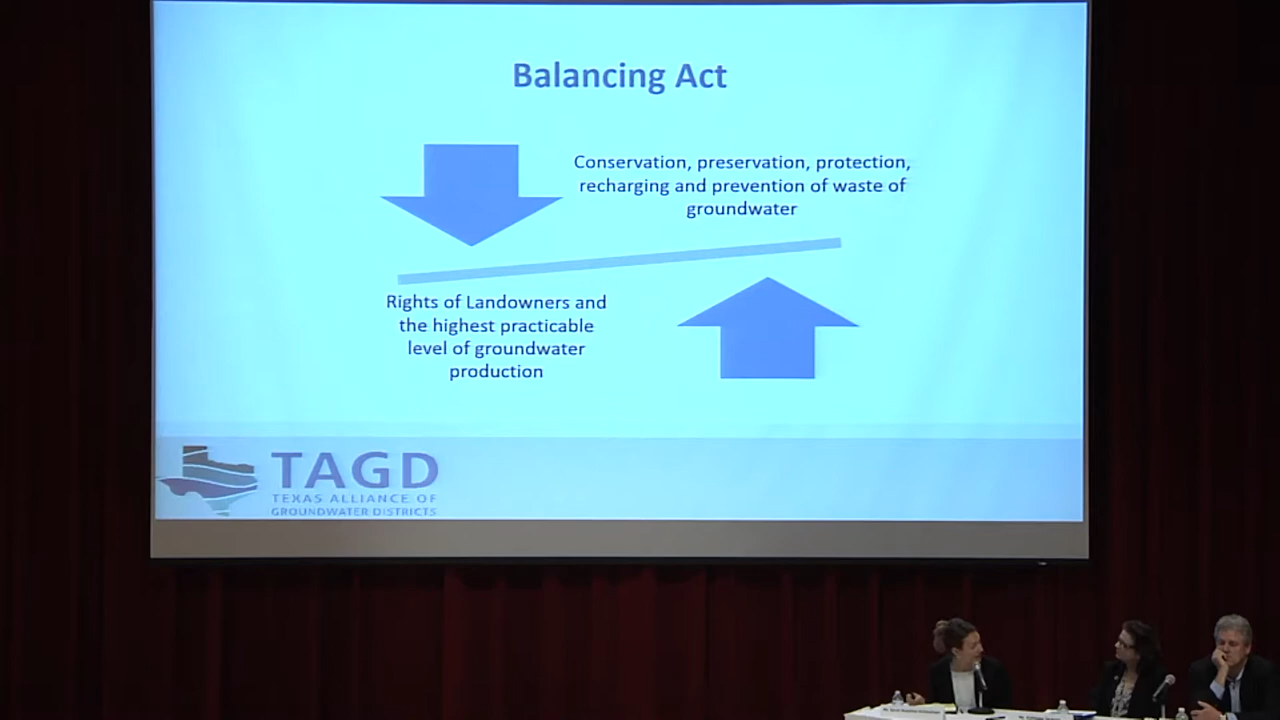 Balancing Act
Conservation, preservation, protection,
recharging and prevention of waste of
groundwater
Rights of Landowners and
the highest practicable
level of groundwater
production
TAGD
TEXAS ALLIANCE OF
GROUNDWATER DISTRICTS